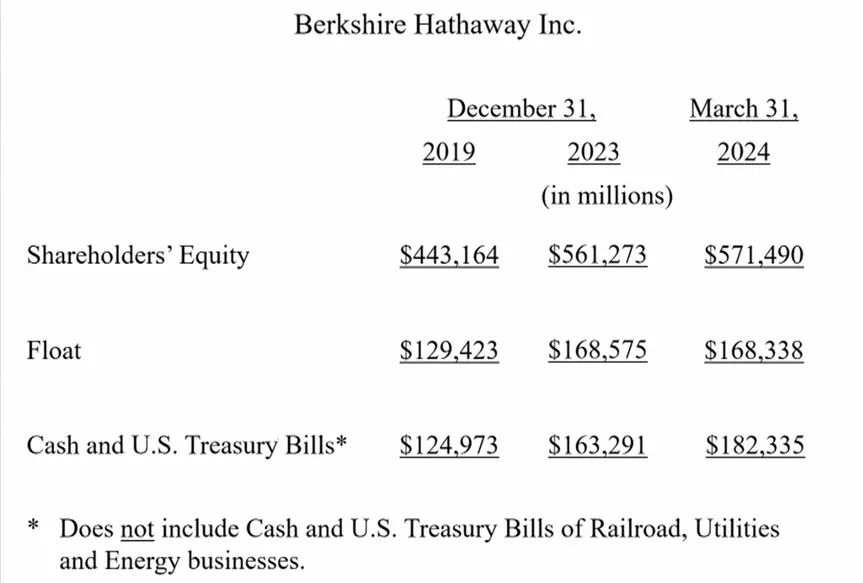 Berkshire Hathaway Inc.
December 31, March 31,
2019 2023 2024
(in millions)
Shareholders’ Equity $443,164 $561,273 $571,490
Float $129,423 $168,575 $168,338
Cash and U.S. Treasury Bills* $124,973 $163,291 $182,335
* Does not include Cash and U.S. Treasury Bills of Railroad, Utilities
and Energy businesses.